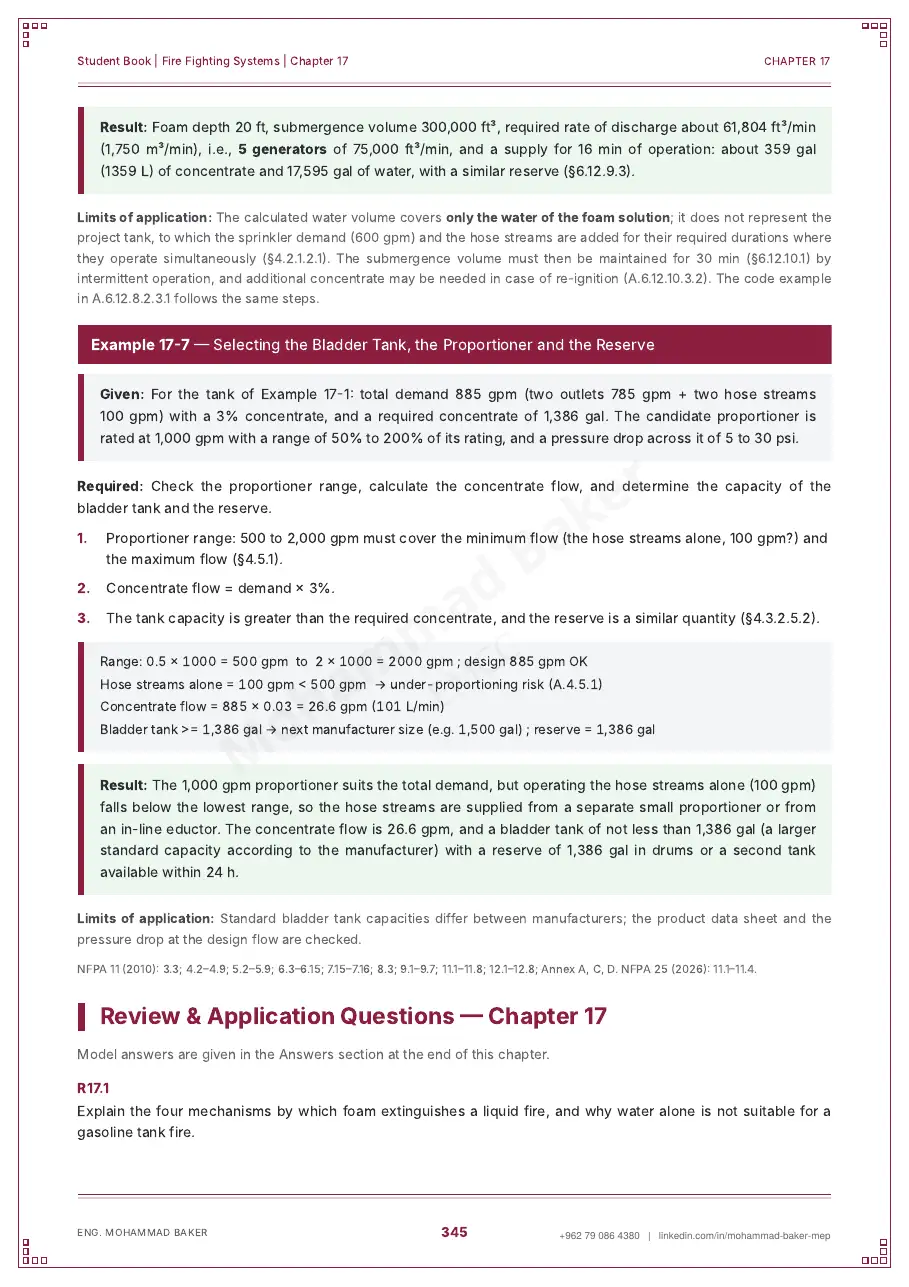 Student Book | Fire Fighting Systems | Chapter 17
CHAPTER 17
Result: Foam depth 20 ft, submergence volume 300,000 ft³, required rate of discharge about 61,804 ft³/min
(1,750 m³/min), i.e., 5 generators of 75,000 ft³/min, and a supply for 16 min of operation: about 359 gal
(1359 L) of concentrate and 17,595 gal of water, with a similar reserve (§6.12.9.3).
Limits of application: The calculated water volume covers only the water of the foam solution; it does not represent the
project tank, to which the sprinkler demand (600 gpm) and the hose streams are added for their required durations where
they operate simultaneously (§4.2.1.2.1). The submergence volume must then be maintained for 30 min (§6.12.10.1) by
intermittent operation, and additional concentrate may be needed in case of re-ignition (A.6.12.10.3.2). The code example
in A.6.12.8.2.3.1 follows the same steps.
Example 17-7 — Selecting the Bladder Tank, the Proportioner and the Reserve
Given: For the tank of Example 17-1: total demand 885 gpm (two outlets 785 gpm + two hose streams
100 gpm) with a 3% concentrate, and a required concentrate of 1,386 gal. The candidate proportioner is
rated at 1,000 gpm with a range of 50% to 200% of its rating, and a pressure drop across it of 5 to 30 psi.
Required: Check the proportioner range, calculate the concentrate flow, and determine the capacity of the
bladder tank and the reserve.
1. Proportioner range: 500 to 2,000 gpm must cover the minimum flow (the hose streams alone, 100 gpm?) and
the maximum flow (§4.5.1).
2. Concentrate flow = demand × 3%.
3. The tank capacity is greater than the required concentrate, and the reserve is a similar quantity (§4.3.2.5.2).
Range: 0.5 × 1000 = 500 gpm to 2 × 1000 = 2000 gpm ; design 885 gpm OK
Hose streams alone = 100 gpm < 500 gpm → under-proportioning risk (A.4.5.1)
Concentrate flow = 885 × 0.03 = 26.6 gpm (101 L/min)
Bladder tank >= 1,386 gal → next manufacturer size (e.g. 1,500 gal) ; reserve = 1,386 gal
Result: The 1,000 gpm proportioner suits the total demand, but operating the hose streams alone (100 gpm)
falls below the lowest range, so the hose streams are supplied from a separate small proportioner or from
an in-line eductor. The concentrate flow is 26.6 gpm, and a bladder tank of not less than 1,386 gal (a larger
standard capacity according to the manufacturer) with a reserve of 1,386 gal in drums or a second tank
available within 24 h.
Limits of application: Standard bladder tank capacities differ between manufacturers; the product data sheet and the
pressure drop at the design flow are checked.
NFPA 11 (2010): 3.3; 4.2–4.9; 5.2–5.9; 6.3–6.15; 7.15–7.16; 8.3; 9.1–9.7; 11.1–11.8; 12.1–12.8; Annex A, C, D. NFPA 25 (2026): 11.1–11.4.
Review & Application Questions — Chapter 17
Model answers are given in the Answers section at the end of this chapter.
R17.1
Explain the four mechanisms by which foam extinguishes a liquid fire, and why water alone is not suitable for a
gasoline tank fire.
Mohammad Baker
ENG. MOHAMMAD BAKER
345
+962 79 086 4380 | linkedin.com/in/mohammad-baker-mep